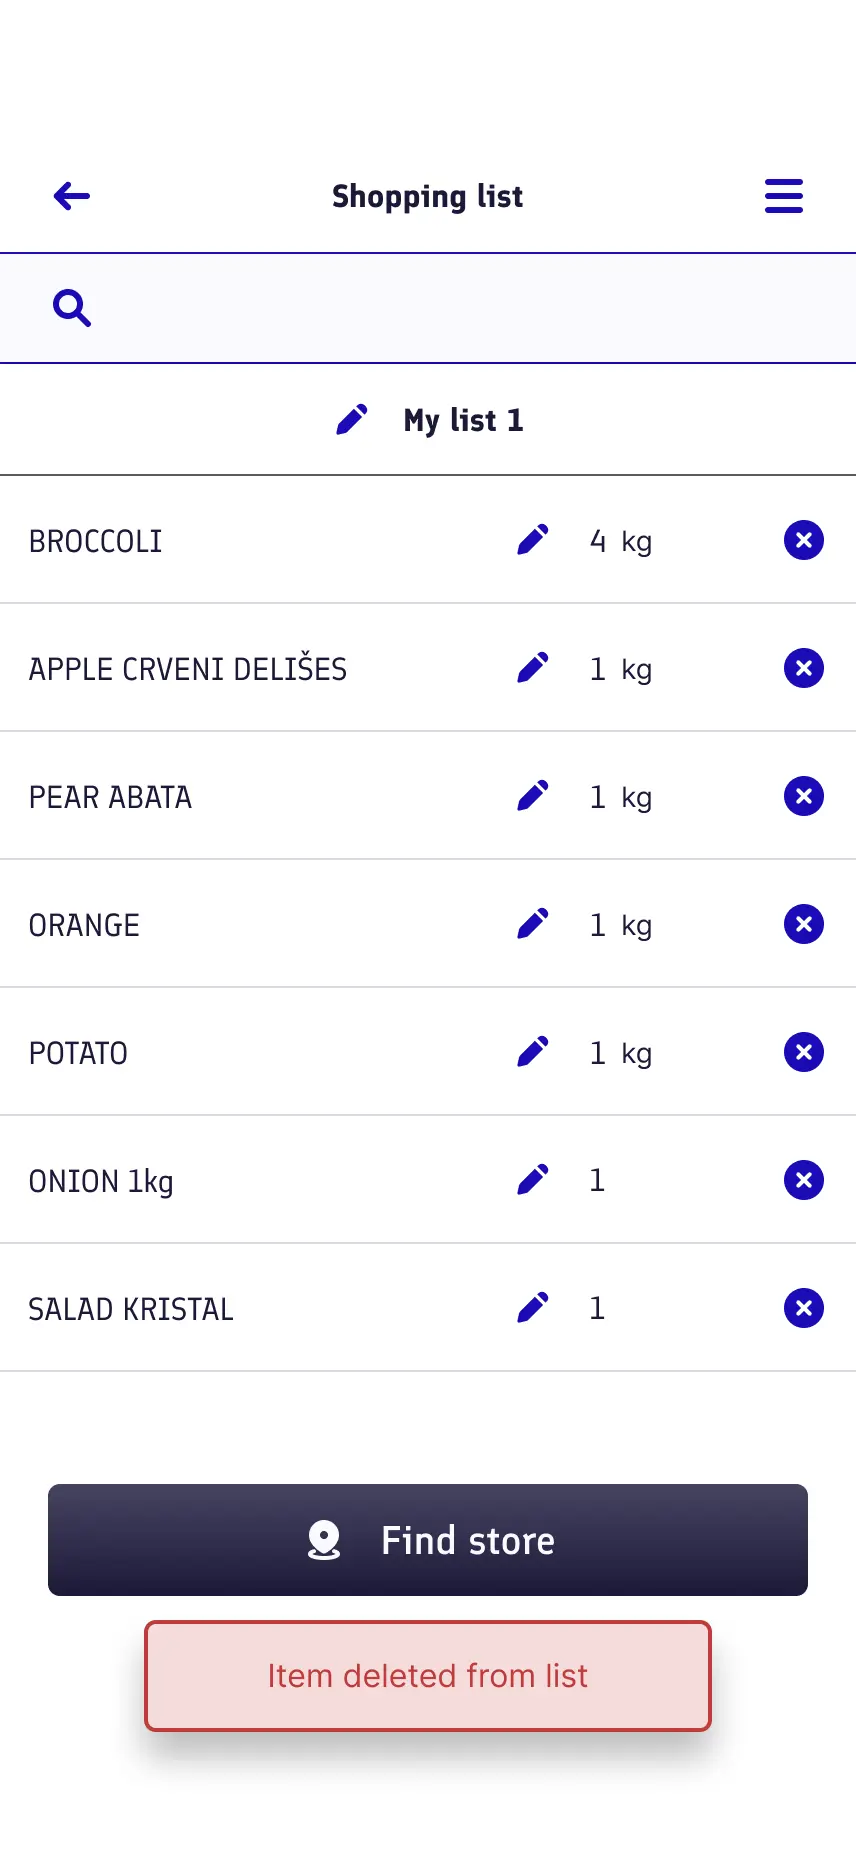 Shopping list
My list 1
BROCCOLI 4 kg
APPLE CRVENI DELIŠES 1 kg
PEAR ABATA 1 kg
ORANGE 1 kg
POTATO 1 kg
ONION 1kg 1
SALAD KRISTAL 1
Find store
Item deleted from list